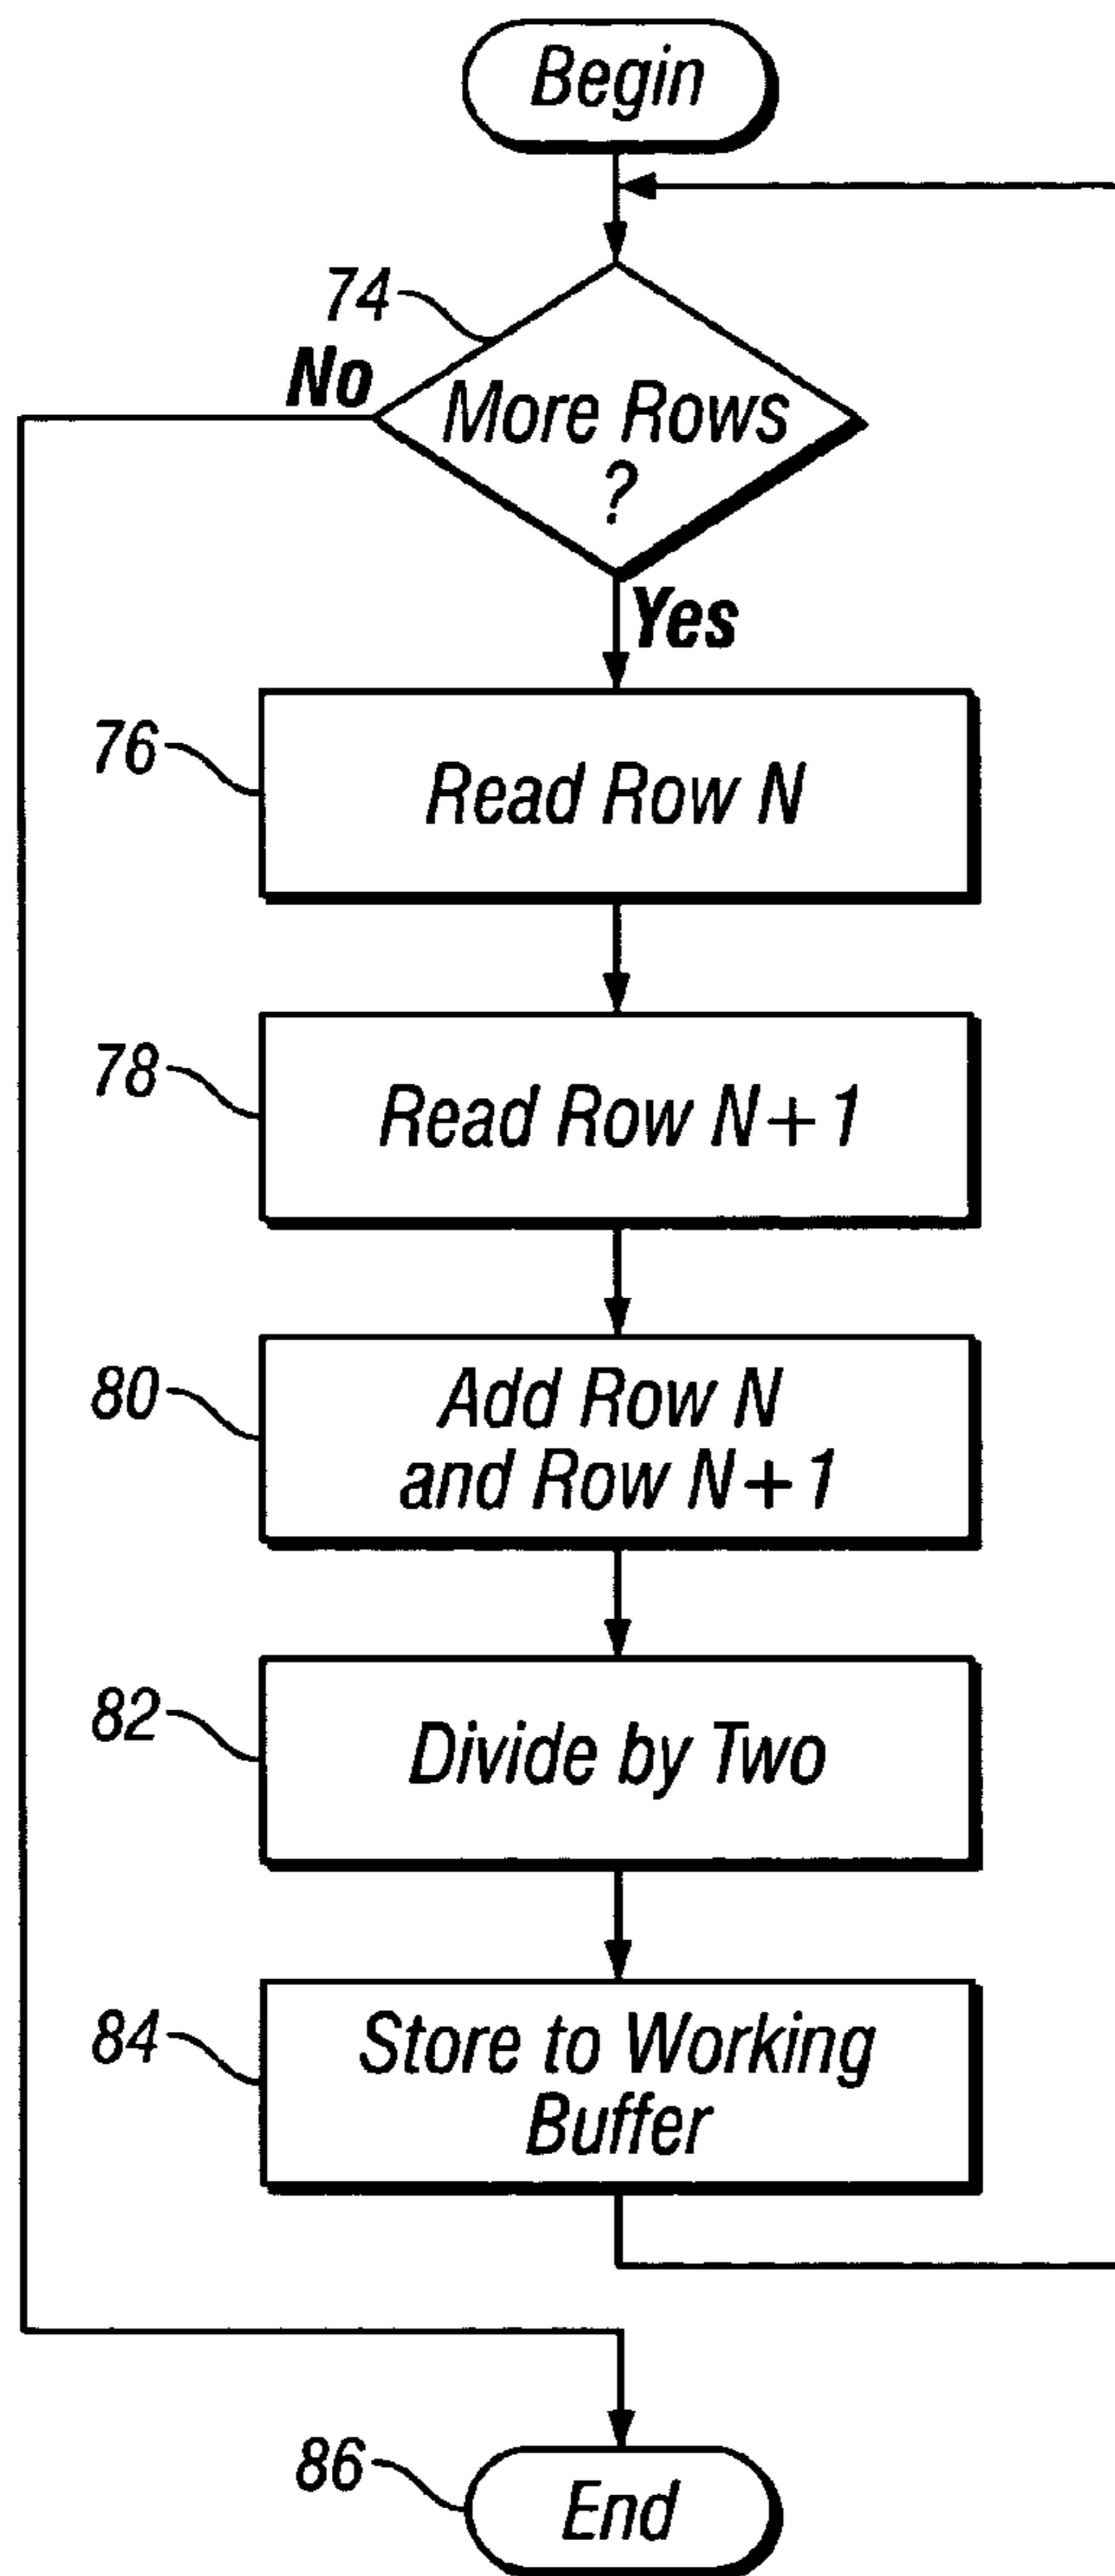 Begin
74
No
More Rows
?
Yes
76
Read Row N
78
Read Row N+1
80
Add Row N
and Row N+1
82
Divide by Two
84
Store to Working
Buffer
86
End